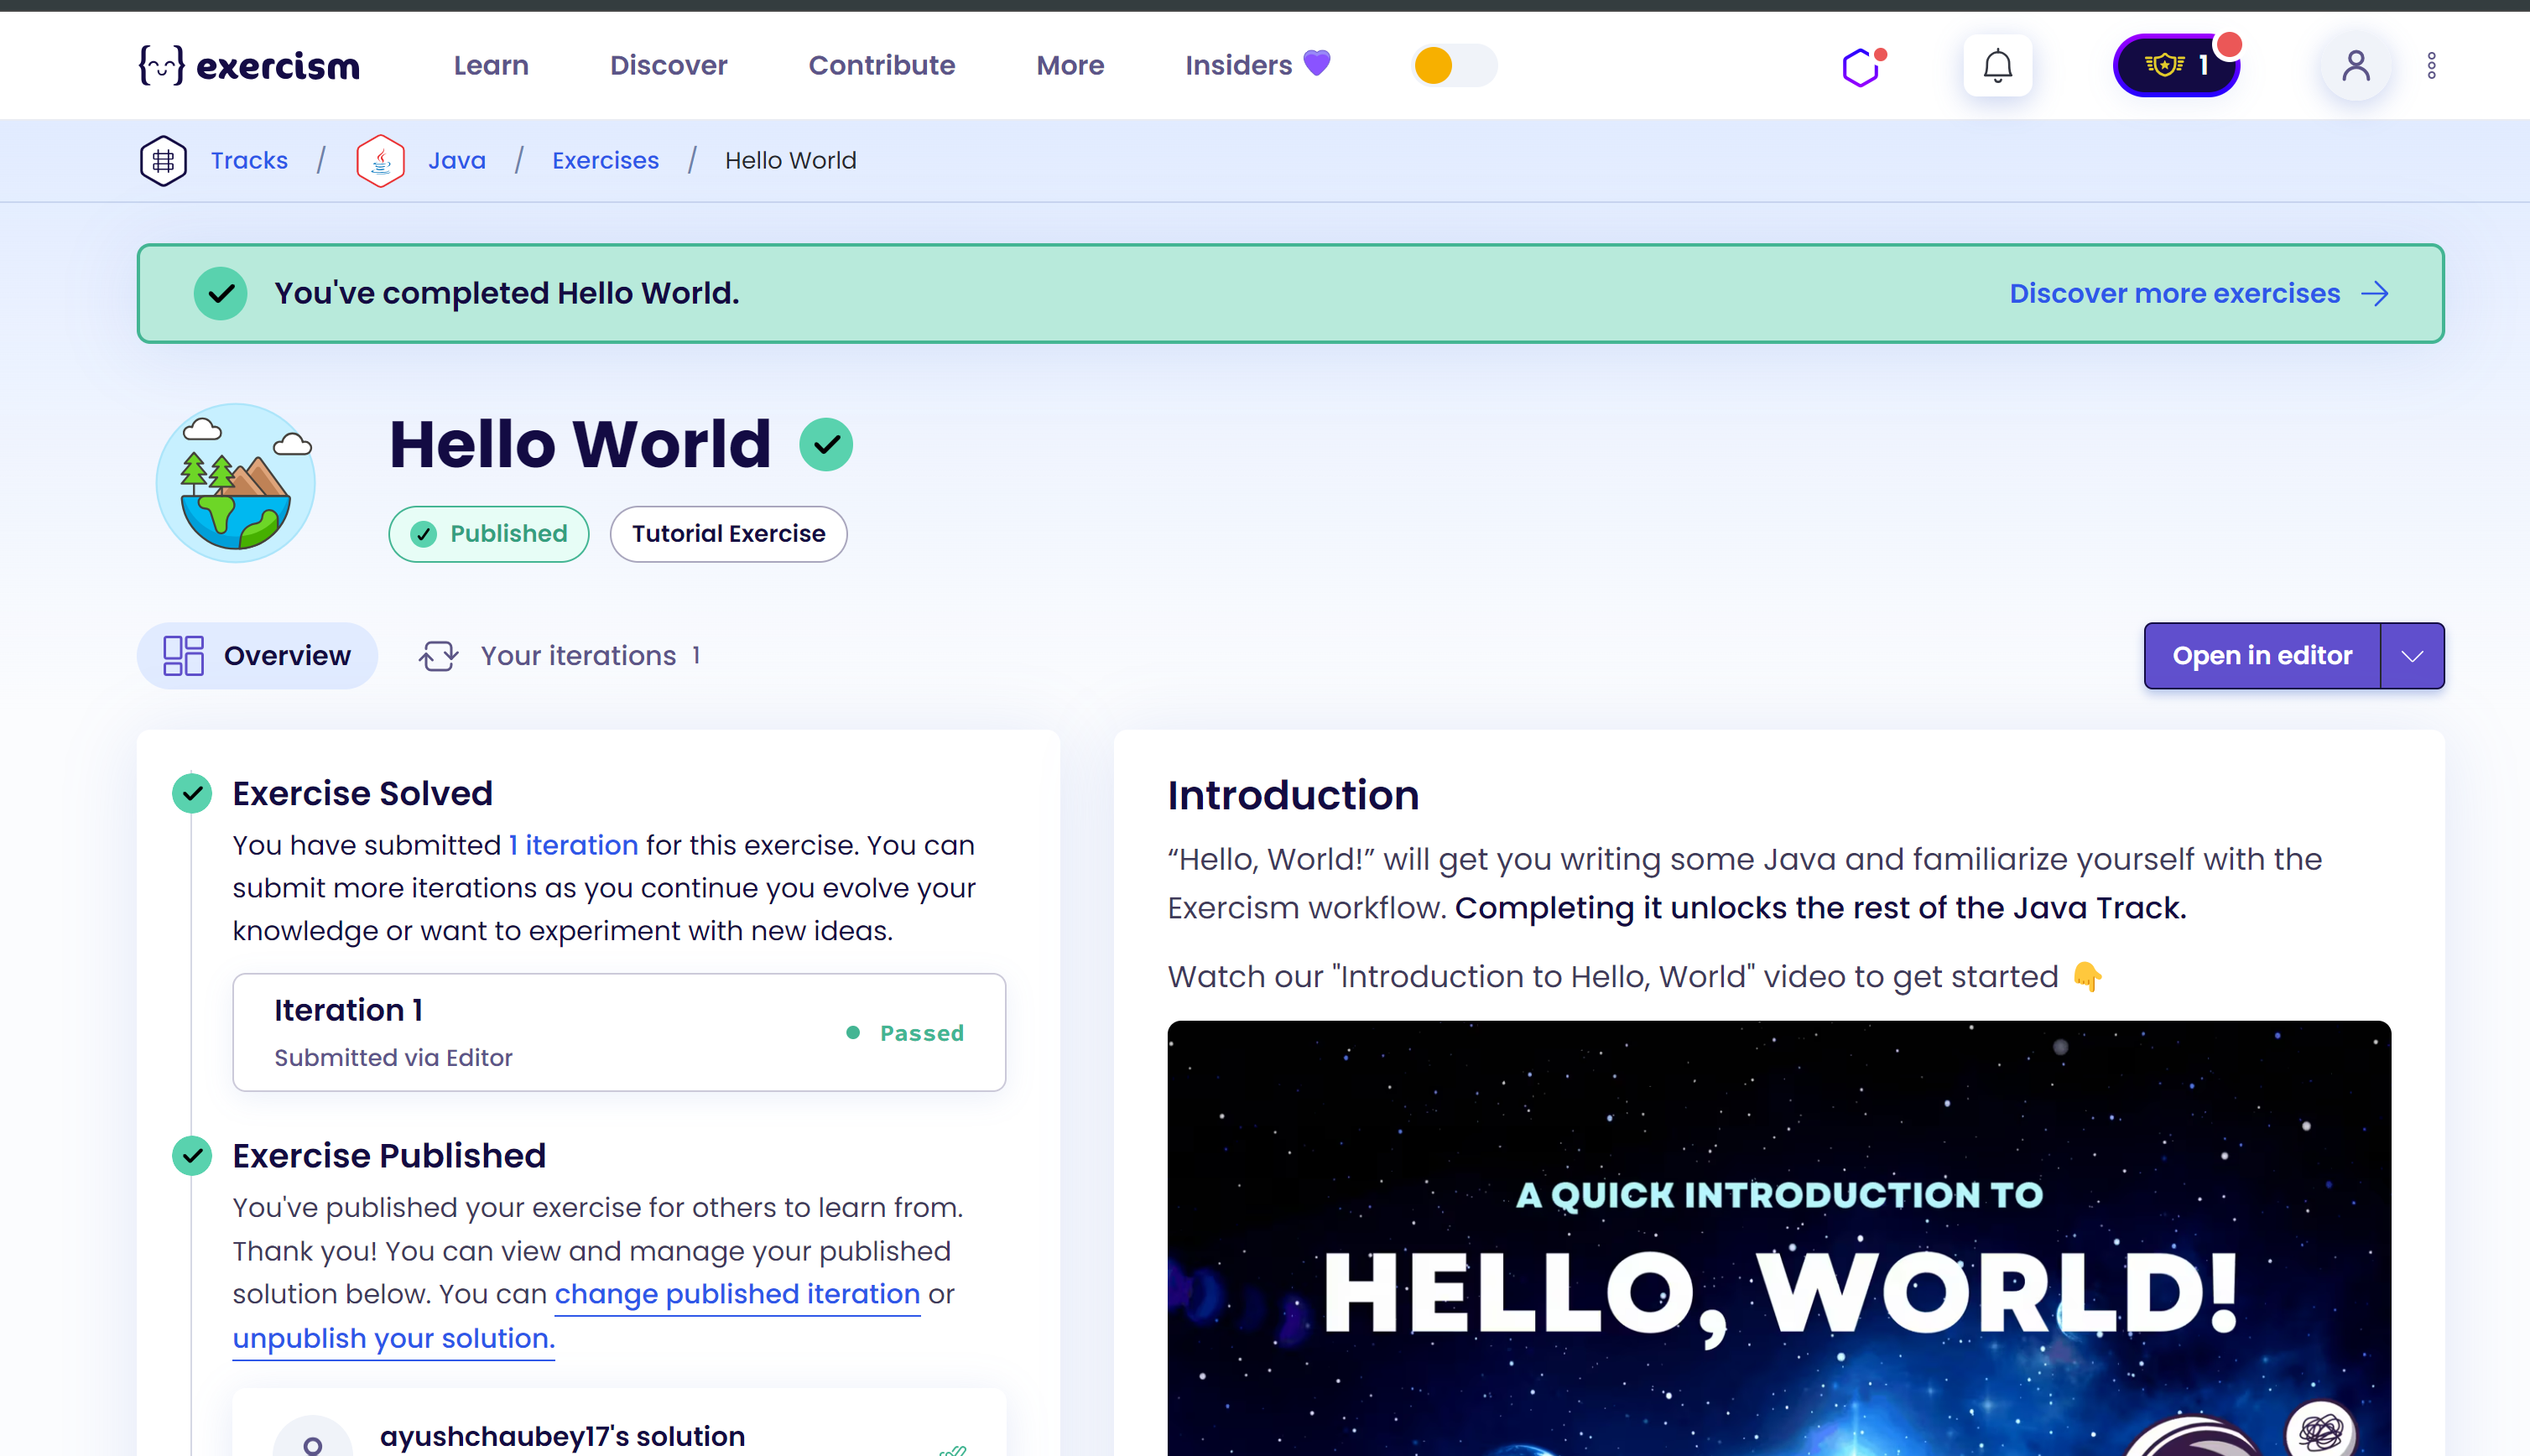 exercism
Learn
Discover
Contribute
More
Insiders 💜
1
Tracks / Java / Exercises / Hello World
You've completed Hello World.
Discover more exercises →
Hello World
Published
Tutorial Exercise
Overview
Your iterations 1
Open in editor
Exercise Solved
You have submitted 1 iteration for this exercise. You can
submit more iterations as you continue you evolve your
knowledge or want to experiment with new ideas.
Iteration 1
Submitted via Editor
Passed
Exercise Published
You've published your exercise for others to learn from.
Thank you! You can view and manage your published
solution below. You can change published iteration or
unpublish your solution.
ayushchaubey17's solution
Introduction
“Hello, World!” will get you writing some Java and familiarize yourself with the
Exercism workflow. Completing it unlocks the rest of the Java Track.
Watch our "Introduction to Hello, World" video to get started 👇
A QUICK INTRODUCTION TO
HELLO, WORLD!